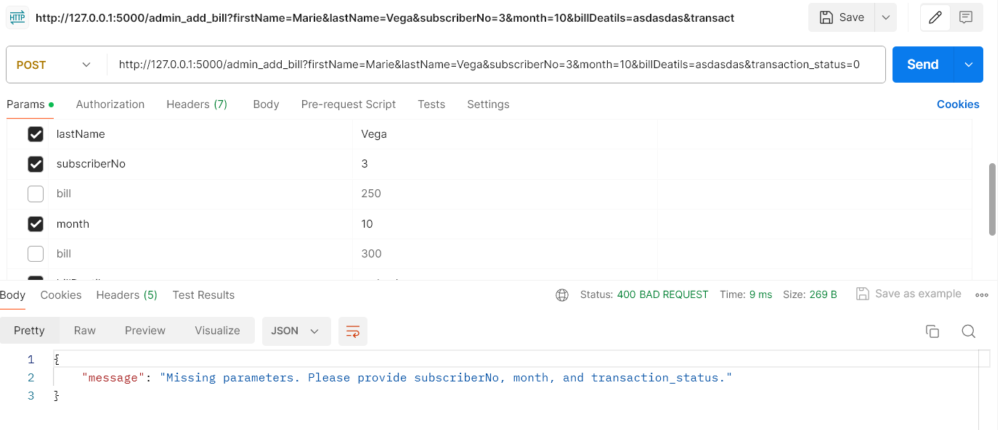 HTTP http://127.0.0.1:5000/admin_add_bill?firstName=Marie&lastName=Vega&subscriberNo=3&month=10&billDeatils=asdasdas&transact Save
POST http://127.0.0.1:5000/admin_add_bill?firstName=Marie&lastName=Vega&subscriberNo=3&month=10&billDeatils=asdasdas&transaction_status=0 Send
Params Authorization Headers (7) Body Pre-request Script Tests Settings Cookies
lastName Vega
subscriberNo 3
bill 250
month 10
bill 300
Body Cookies Headers (5) Test Results Status: 400 BAD REQUEST Time: 9 ms Size: 269 B Save as example
Pretty Raw Preview Visualize JSON
1 {
2 "message": "Missing parameters. Please provide subscriberNo, month, and transaction_status."
3 }